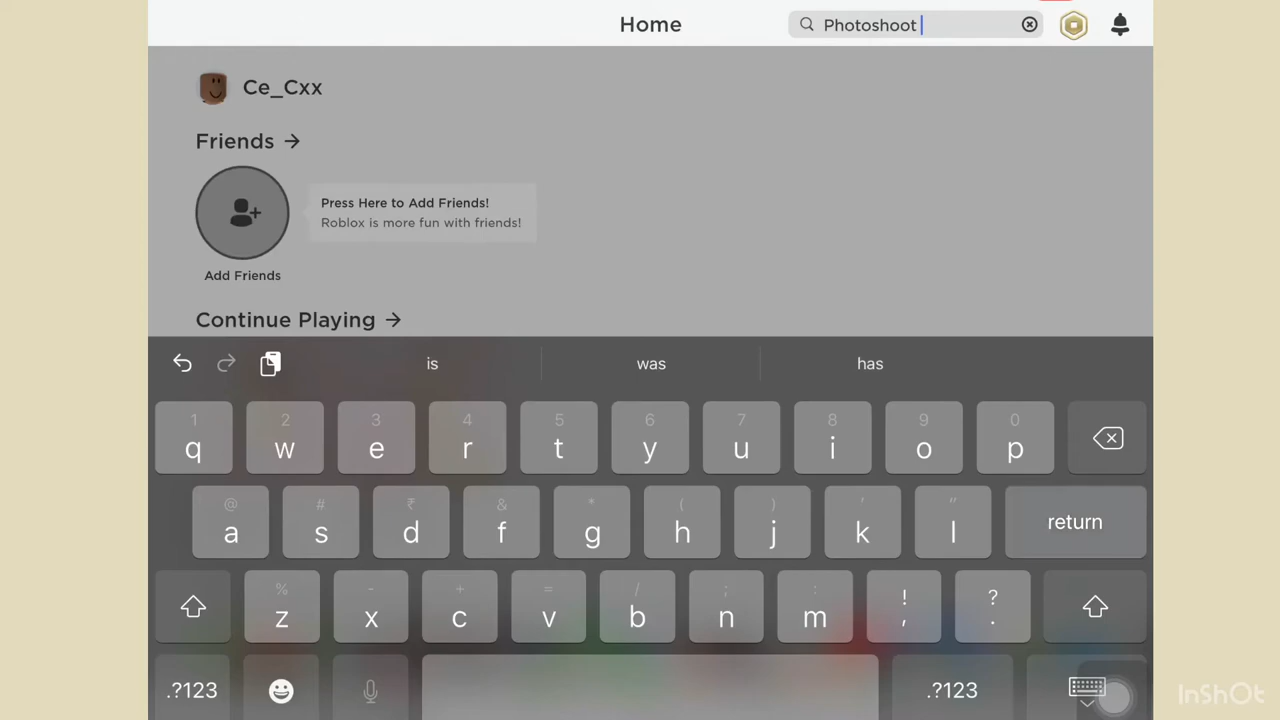 Home
Photoshoot
Ce_Cxx
Friends →
Press Here to Add Friends!
Roblox is more fun with friends!
Add Friends
Continue Playing →
is was has
1 2 3 4 5 6 7 8 9 0
q w e r t y u i o p
@ # ₹ & * ( ) ' "
a s d f g h j k l return
% - + = / ; : ! ?
z x c v b n m , .
.?123 .?123
InShOt